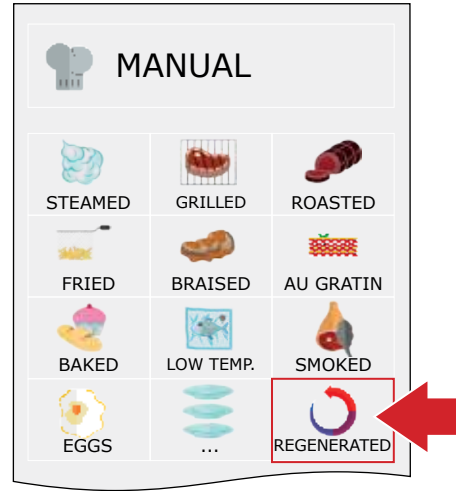 MANUAL
STEAMED GRILLED ROASTED
FRIED BRAISED AU GRATIN
BAKED LOW TEMP. SMOKED
EGGS ... REGENERATED